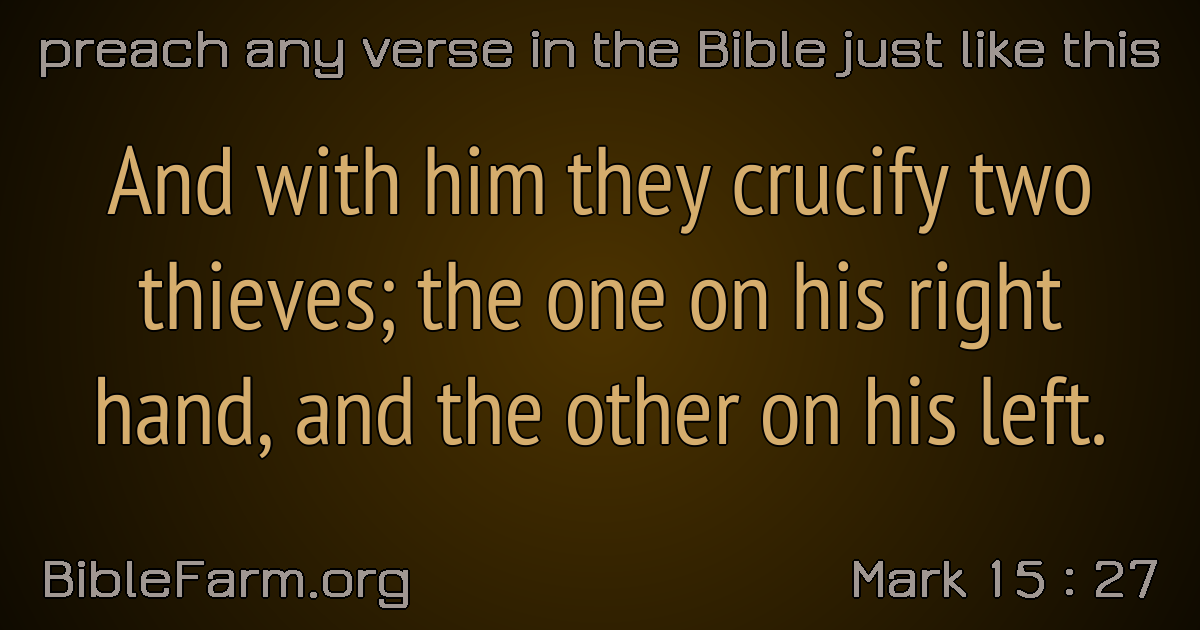 preach any verse in the Bible just like this
And with him they crucify two
thieves; the one on his right
hand, and the other on his left.
BibleFarm.org
Mark 15 : 27